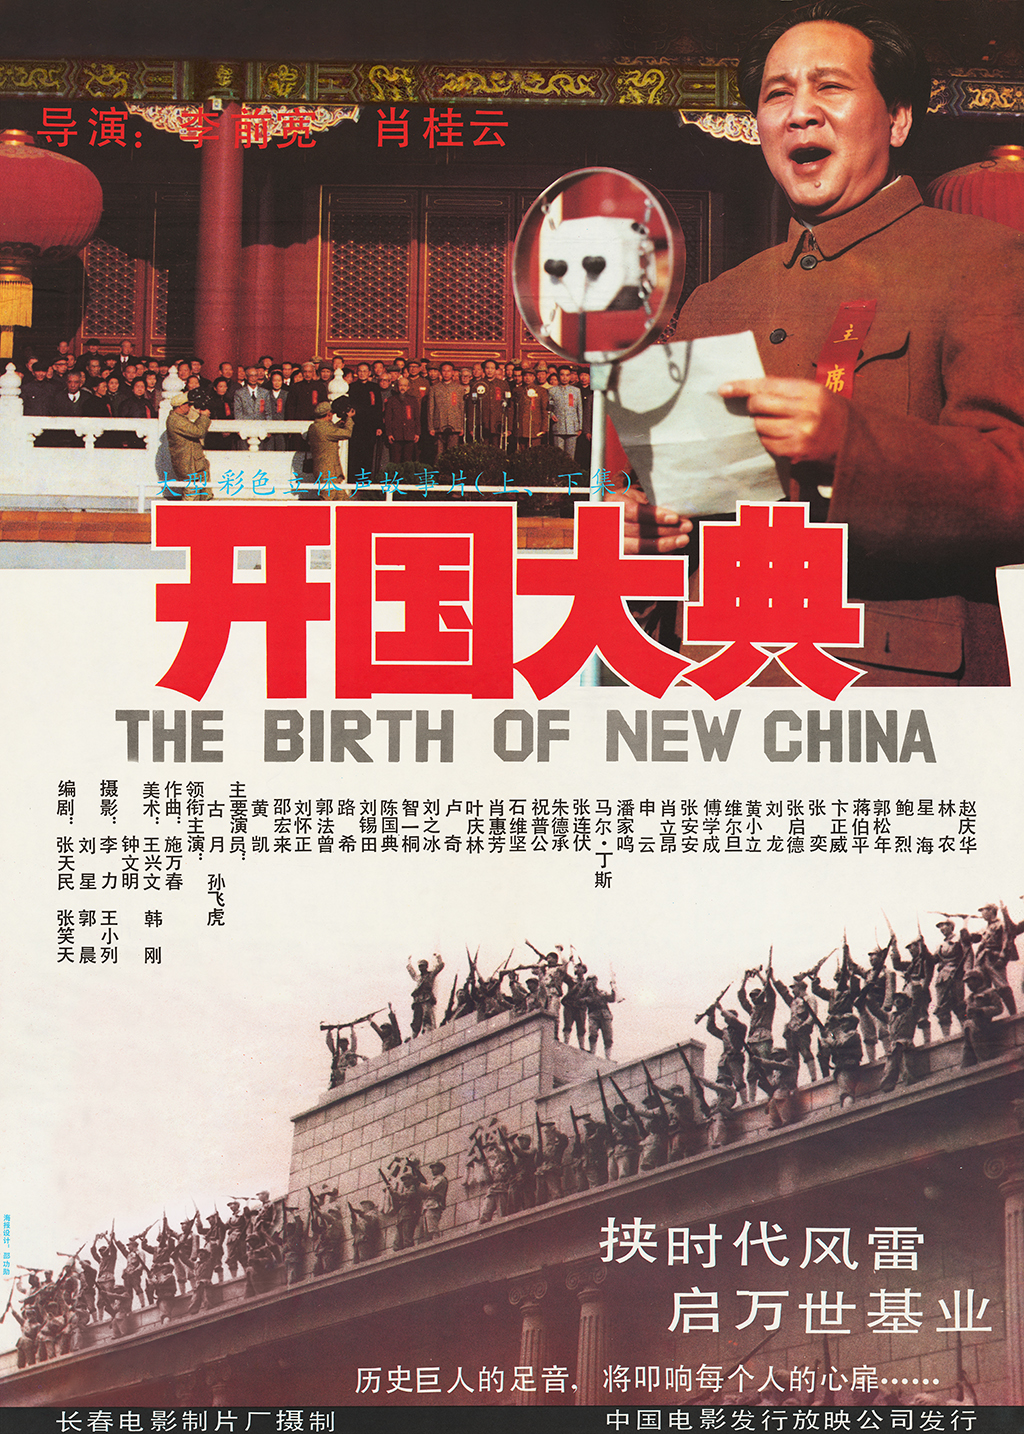 导演：李前宽 肖桂云
主席
大型彩色立体声故事片(上、下集)
开国大典
THE BIRTH OF NEW CHINA
编剧：张天民 张笑天
刘星 郭晨
摄影：李力 王小列
钟文明
美术：王兴文 韩刚
作曲：施万春
领衔主演：
古月 孙飞虎
主要演员：
黄凯
邵宏来
刘怀正
郭法曾
路希
刘锡田
陈国典
智一桐
刘之冰
卢奇
叶庆林
肖惠芳
石维坚
祝普公
朱德承
张连伏
马尔·丁斯
潘家鸣
申云
肖立昂
张安安
傅学成
维尔旦
黄小立
刘龙
张启德
张奕
卞正威
蒋伯平
郭松年
鲍烈
星海
林农
赵庆华
挟时代风雷
启万世基业
历史巨人的足音，将叩响每个人的心扉……
长春电影制片厂摄制
中国电影发行放映公司发行